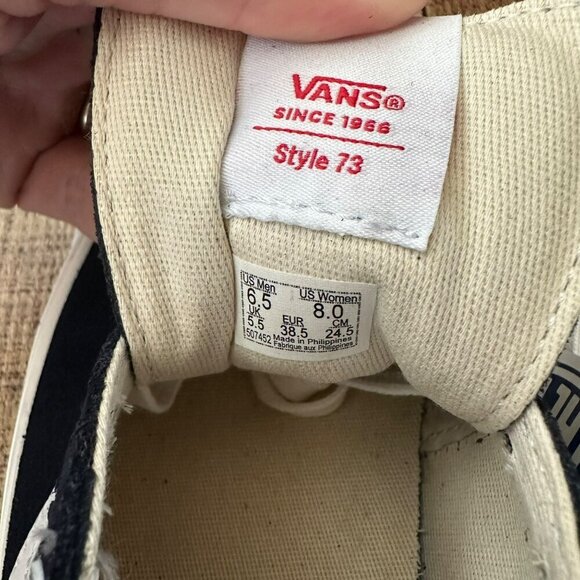 VANS®
SINCE 1966
Style 73
US Men US Women
6.5 8.0
UK EUR CM
5.5 38.5 24.5
Made in Philippines
Fabrique aux Philippines